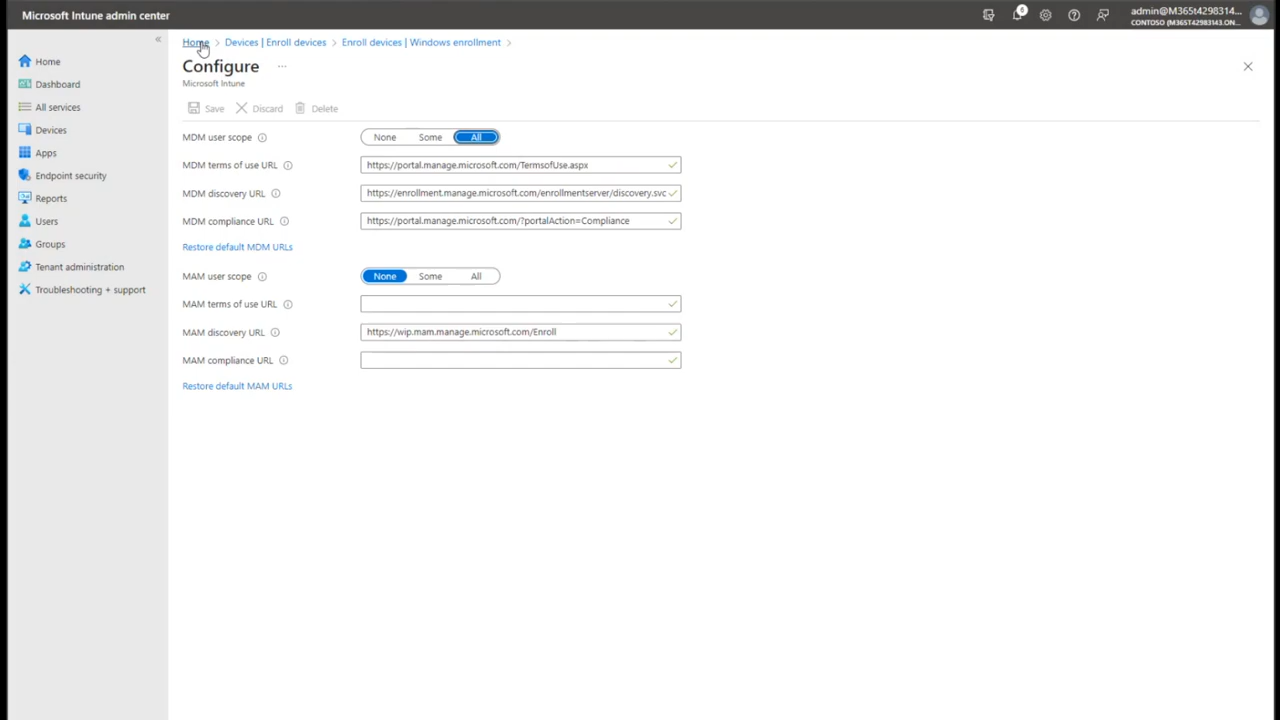 Microsoft Intune admin center
6
admin@M365t4298314...
CONTOSO (M365T42983143.ON...
«
Home > Devices | Enroll devices > Enroll devices | Windows enrollment >
Configure ...
Microsoft Intune
Save Discard Delete
Home
Dashboard
All services
Devices
Apps
Endpoint security
Reports
Users
Groups
Tenant administration
Troubleshooting + support
MDM user scope None Some All
MDM terms of use URL https://portal.manage.microsoft.com/TermsofUse.aspx
MDM discovery URL https://enrollment.manage.microsoft.com/enrollmentserver/discovery.svc
MDM compliance URL https://portal.manage.microsoft.com/?portalAction=Compliance
Restore default MDM URLs
MAM user scope None Some All
MAM terms of use URL
MAM discovery URL https://wip.mam.manage.microsoft.com/Enroll
MAM compliance URL
Restore default MAM URLs